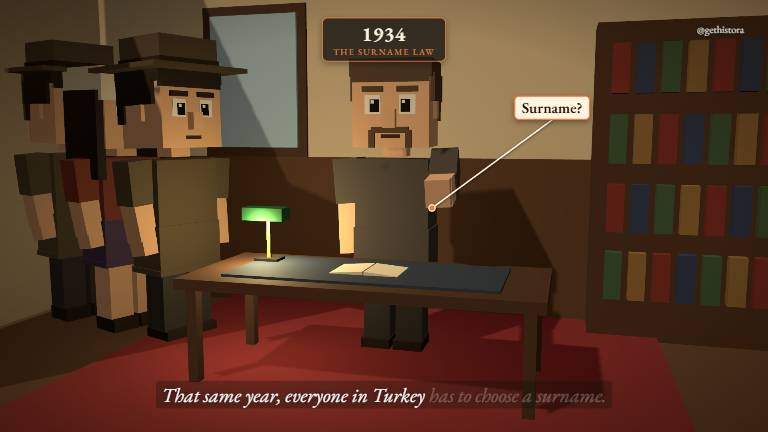 1934
THE SURNAME LAW
@gethistora
Surname?
That same year, everyone in Turkey has to choose a surname.